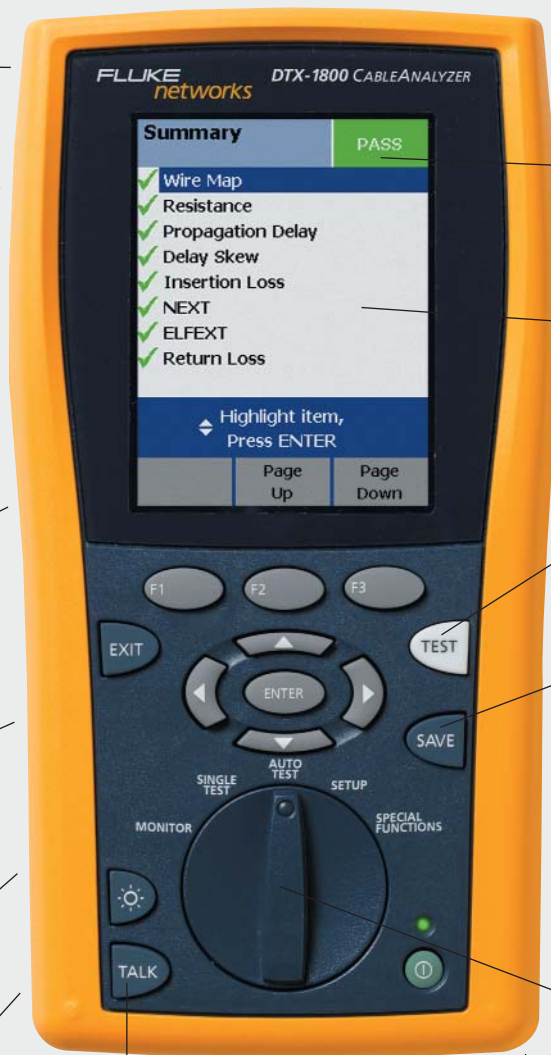 FLUKE networks DTX-1800 CABLEANALYZER
Summary
PASS
Wire Map
Resistance
Propagation Delay
Delay Skew
Insertion Loss
NEXT
ELFEXT
Return Loss
Highlight item,
Press ENTER
Page Up
Page Down
F1
F2
F3
EXIT
TEST
ENTER
SAVE
MONITOR
SINGLE TEST
AUTO TEST
SETUP
SPECIAL FUNCTIONS
TALK